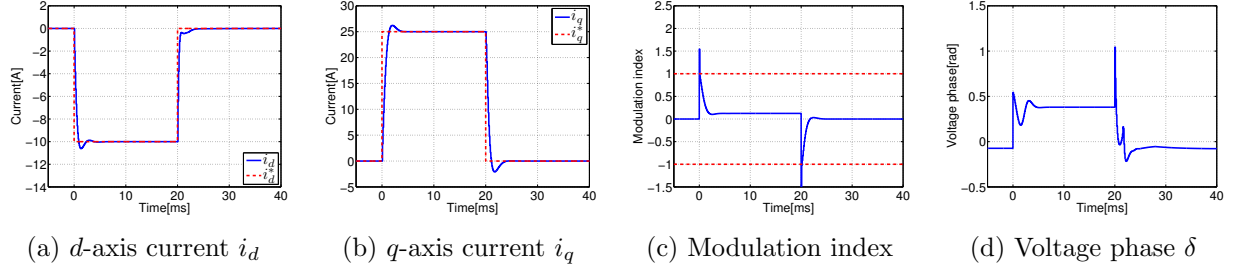 0
−2
−4
−6
−8
−10
−12
−14
Current[A]
0 10 20 30 40
Time[ms]
i_d
i_d^*
(a) d-axis current i_d
30
25
20
15
10
5
0
−5
Current[A]
0 10 20 30 40
Time[ms]
i_q
i_q^*
(b) q-axis current i_q
2.5
2
1.5
1
0.5
0
−0.5
−1
−1.5
Modulation index
0 10 20 30 40
Time[ms]
(c) Modulation index
1.5
1
0.5
0
−0.5
Voltage phase[rad]
0 10 20 30 40
Time[ms]
(d) Voltage phase δ